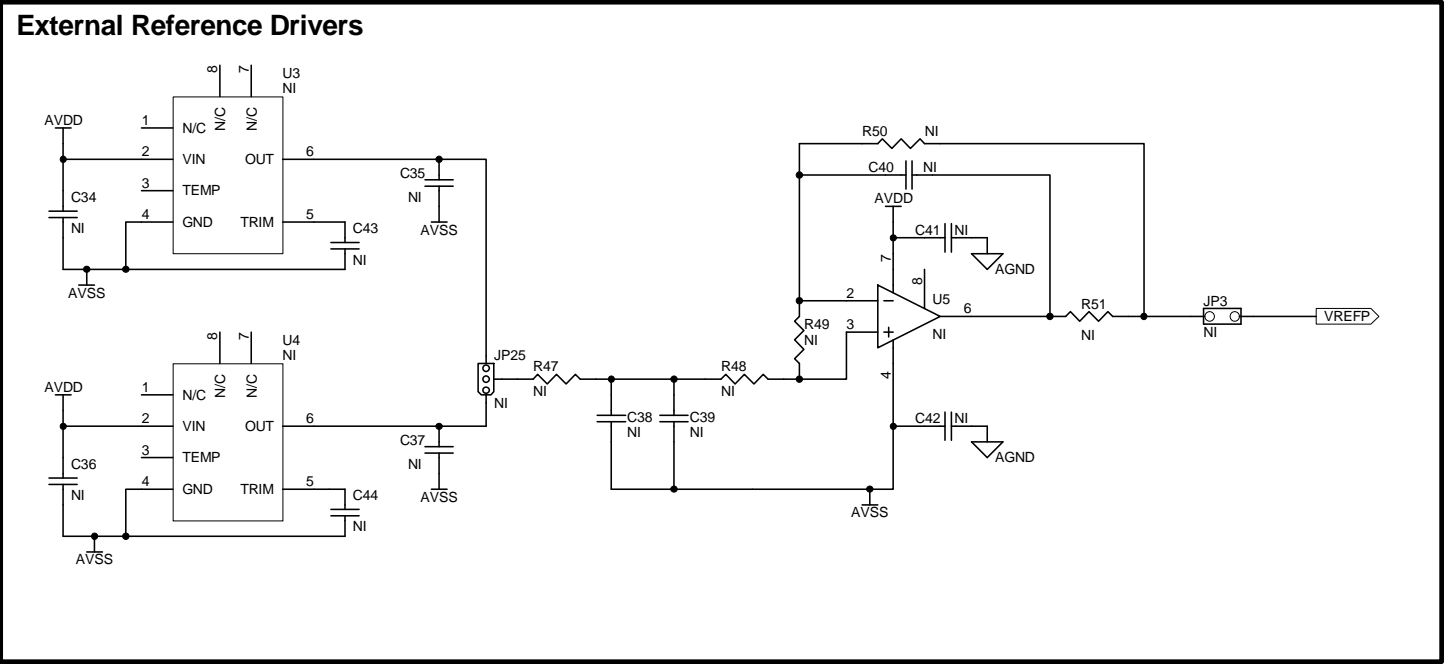 External Reference Drivers
8
7
U3
NI
AVDD
1
N/C
N/C
N/C
2
VIN
OUT
6
C34
NI
3
TEMP
4
GND
TRIM
5
C43
NI
C35
NI
AVSS
AVSS
R50
NI
C40
NI
AVDD
C41
NI
AGND
7
8
2
U5
3
6
NI
4
R49
NI
R51
NI
JP3
NI
VREFP
8
7
U4
NI
AVDD
1
N/C
N/C
N/C
2
VIN
OUT
6
C36
NI
3
TEMP
4
GND
TRIM
5
C44
NI
C37
NI
AVSS
AVSS
JP25
NI
R47
NI
R48
NI
C38
NI
C39
NI
C42
NI
AGND
AVSS